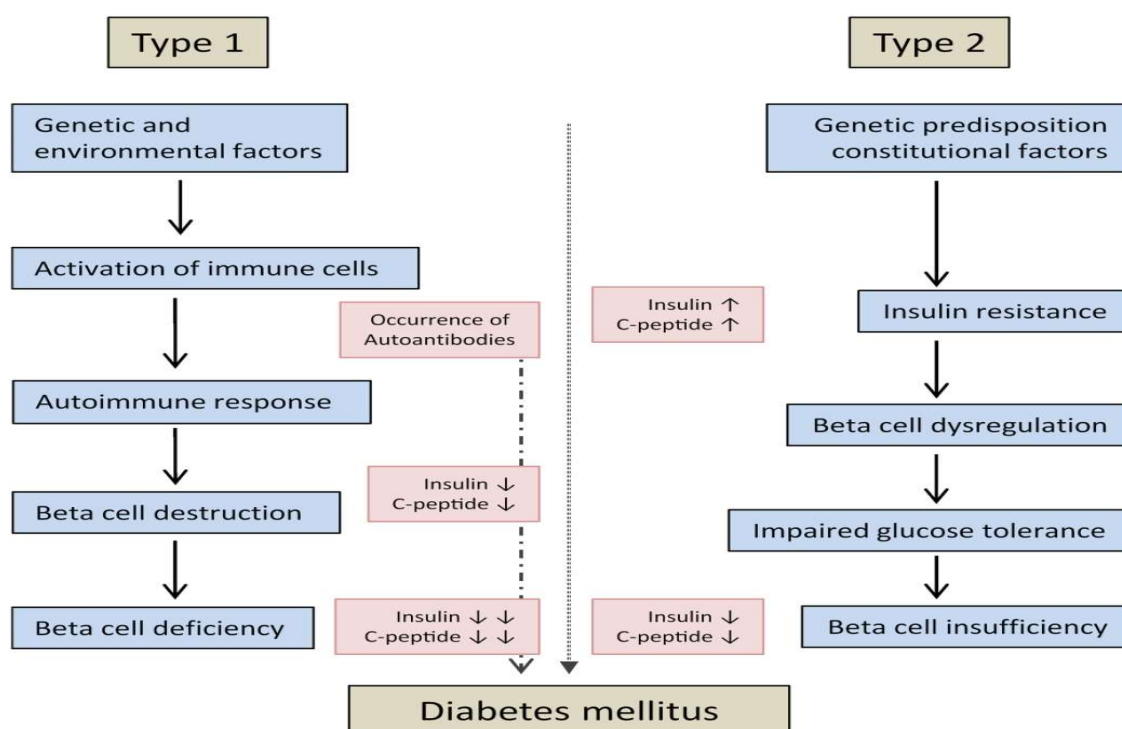 Type 1
Genetic and
environmental factors
Activation of immune cells
Occurrence of
Autoantibodies
Autoimmune response
Insulin ↓
C-peptide ↓
Beta cell destruction
Beta cell deficiency
Insulin ↓ ↓
C-peptide ↓ ↓
Type 2
Genetic predisposition
constitutional factors
Insulin ↑
C-peptide ↑
Insulin resistance
Beta cell dysregulation
Impaired glucose tolerance
Insulin ↓
C-peptide ↓
Beta cell insufficiency
Diabetes mellitus